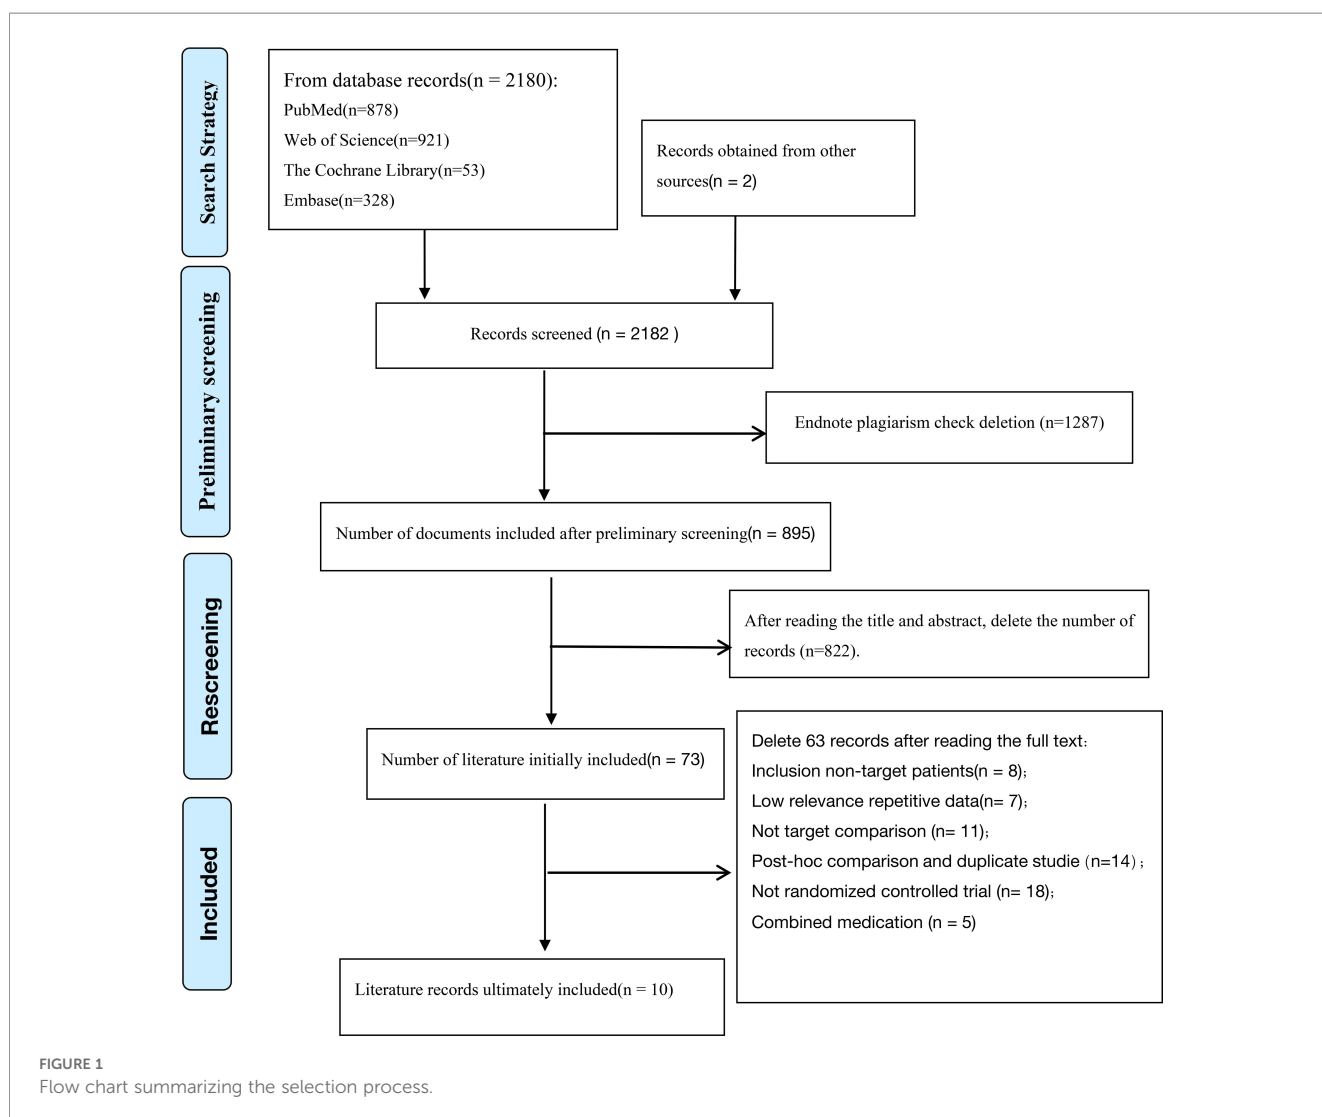 Search Strategy
From database records(n = 2180):
PubMed(n=878)
Web of Science(n=921)
The Cochrane Library(n=53)
Embase(n=328)
Records obtained from other
sources(n = 2)
Preliminary screening
Records screened (n = 2182 )
Endnote plagiarism check deletion (n=1287)
Number of documents included after preliminary screening(n = 895)
Rescreening
After reading the title and abstract, delete the number of
records (n=822).
Number of literature initially included(n = 73)
Delete 63 records after reading the full text:
Inclusion non-target patients(n = 8);
Low relevance repetitive data(n= 7);
Not target comparison (n= 11);
Post-hoc comparison and duplicate studie (n=14) ;
Not randomized controlled trial (n= 18);
Combined medication (n = 5)
Included
Literature records ultimately included(n = 10)
FIGURE 1
Flow chart summarizing the selection process.